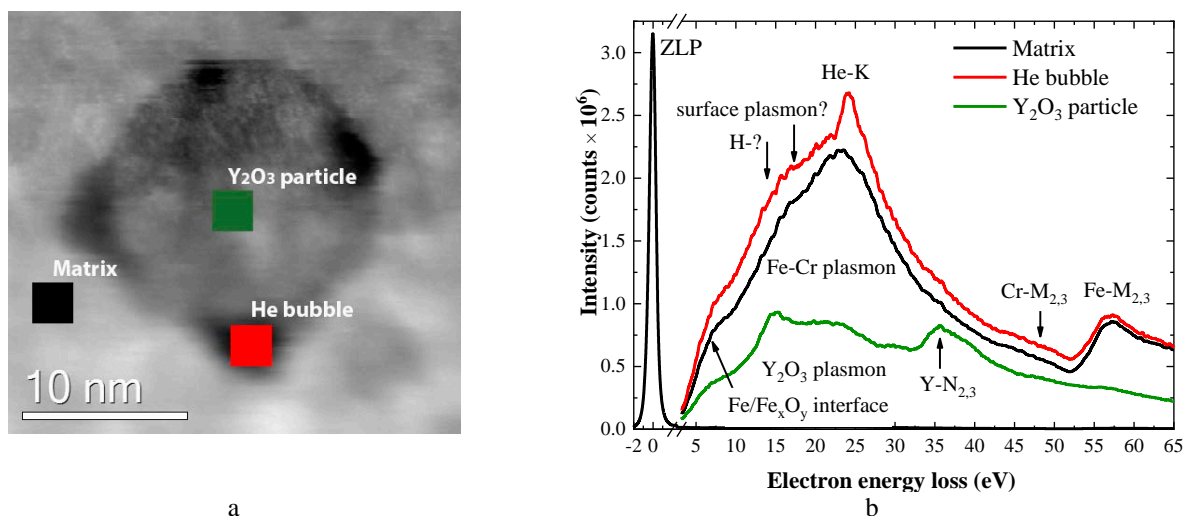 Y2O3 particle
Matrix
He bubble
10 nm
a
ZLP
He-K
surface plasmon?
H-?
Matrix
He bubble
Y2O3 particle
Fe-Cr plasmon
Cr-M2,3
Fe-M2,3
Y2O3 plasmon
Y-N2,3
Fe/FexOy interface
Intensity (counts × 10^6)
3.0
2.5
2.0
1.5
1.0
0.5
0.0
-2 0 5 10 15 20 25 30 35 40 45 50 55 60 65
Electron energy loss (eV)
b